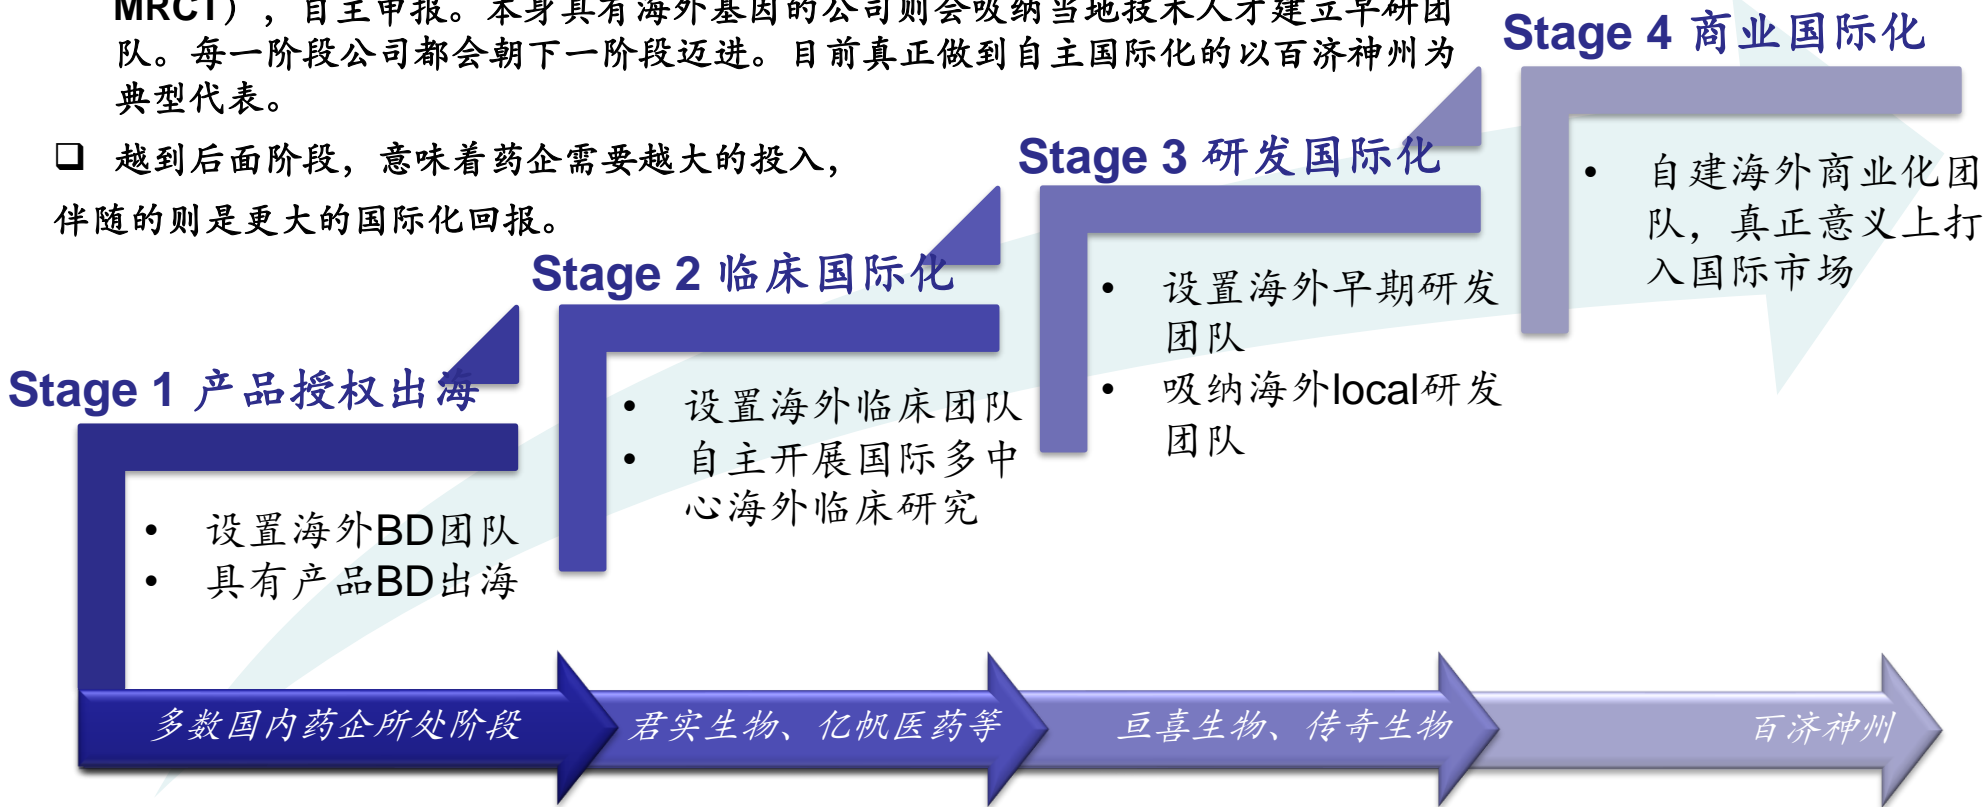 MRCT），自主申报。本身具有海外基因的公司则会吸纳当地技术人才建立早研团
队。每一阶段公司都会朝下一阶段迈进。目前真正做到自主国际化的以百济神州为
典型代表。
❑ 越到后面阶段，意味着药企需要越大的投入，
伴随的则是更大的国际化回报。
Stage 1 产品授权出海
• 设置海外BD团队
• 具有产品BD出海
Stage 2 临床国际化
• 设置海外临床团队
• 自主开展国际多中
心海外临床研究
Stage 3 研发国际化
• 设置海外早期研发
团队
• 吸纳海外local研发
团队
Stage 4 商业国际化
• 自建海外商业化团
队，真正意义上打
入国际市场
多数国内药企所处阶段
君实生物、亿帆医药等
亘喜生物、传奇生物
百济神州